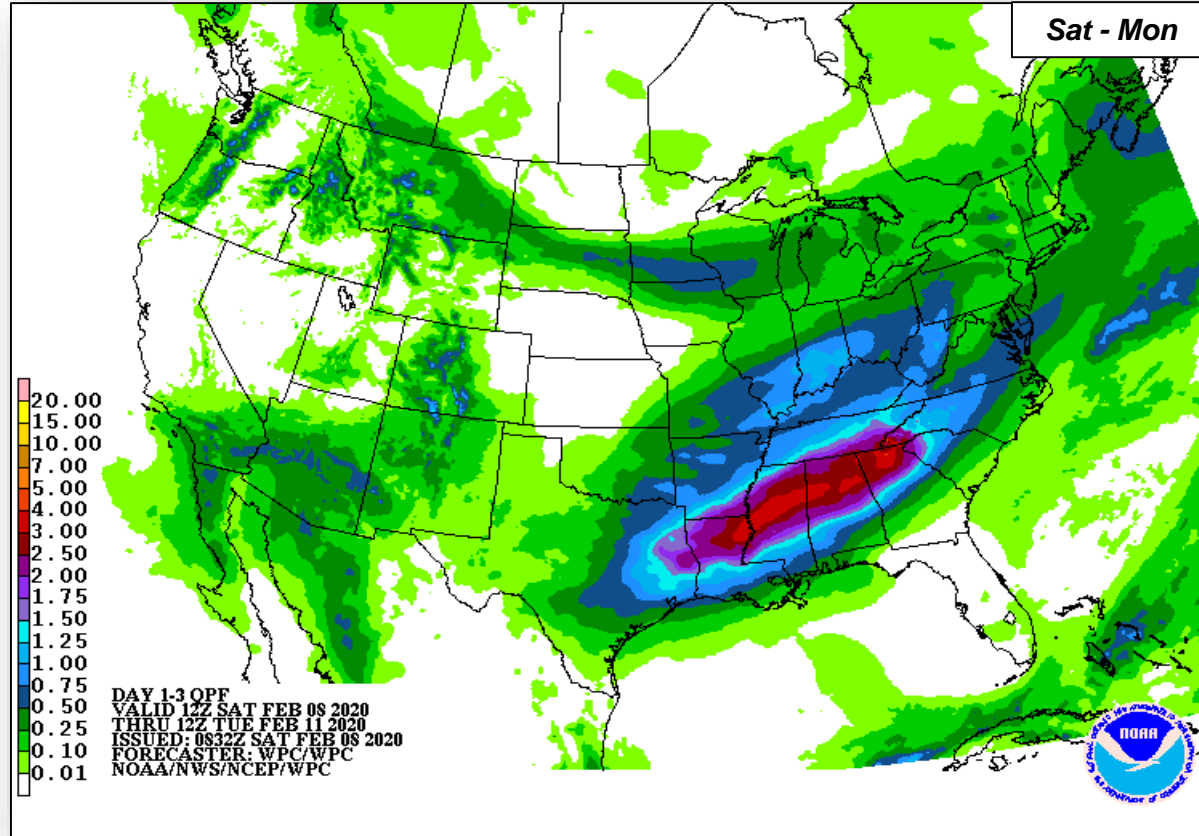 Sat - Mon
20.00
15.00
10.00
7.00
5.00
4.00
3.00
2.50
2.00
1.75
1.50
1.25
1.00
0.75
0.50
0.25
0.10
0.01
DAY 1-3 QPF
VALID 12Z SAT FEB 08 2020
THRU 12Z TUE FEB 11 2020
ISSUED: 0832Z SAT FEB 08 2020
FORECASTER: WPC/WPC
NOAA/NWS/NCEP/WPC
NOAA